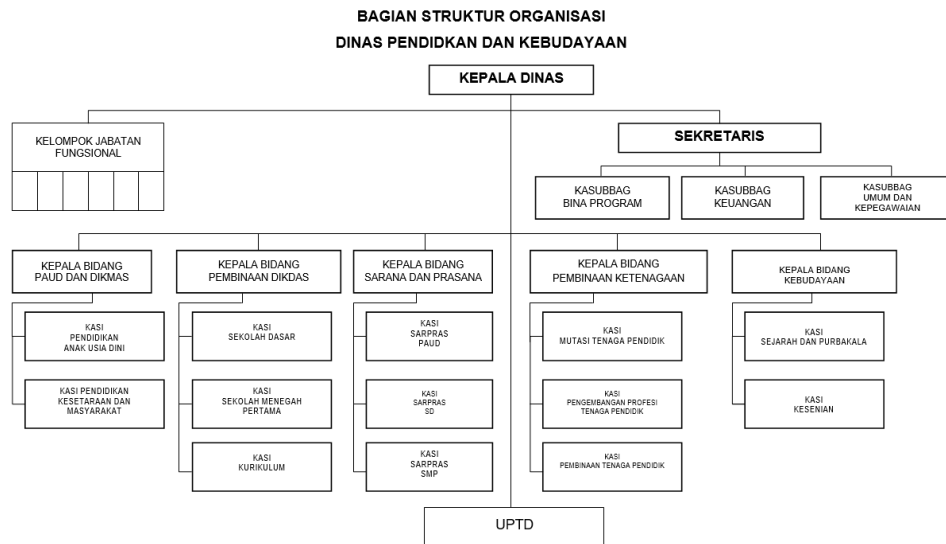 BAGIAN STRUKTUR ORGANISASI
DINAS PENDIDKAN DAN KEBUDAYAAN
KEPALA DINAS
KELOMPOK JABATAN
FUNGSIONAL
SEKRETARIS
KASUBBAG
BINA PROGRAM
KASUBBAG
KEUANGAN
KASUBBAG
UMUM DAN
KEPEGAWAIAN
KEPALA BIDANG
PAUD DAN DIKMAS
KEPALA BIDANG
PEMBINAAN DIKDAS
KEPALA BIDANG
SARANA DAN PRASANA
KEPALA BIDANG
PEMBINAAN KETENAGAAN
KEPALA BIDANG
KEBUDAYAAN
KASI
PENDIDIKAN
ANAK USIA DINI
KASI
SEKOLAH DASAR
KASI
SARPRAS
PAUD
KASI
MUTASI TENAGA PENDIDIK
KASI
SEJARAH DAN PURBAKALA
KASI PENDIDIKAN
KESETARAAN DAN
MASYARAKAT
KASI
SEKOLAH MENEGAH
PERTAMA
KASI
SARPRAS
SD
KASI
PENGEMBANGAN PROFESI
TENAGA PENDIDIK
KASI
KESENIAN
KASI
KURIKULUM
KASI
SARPRAS
SMP
KASI
PEMBINAAN TENAGA PENDIDIK
UPTD